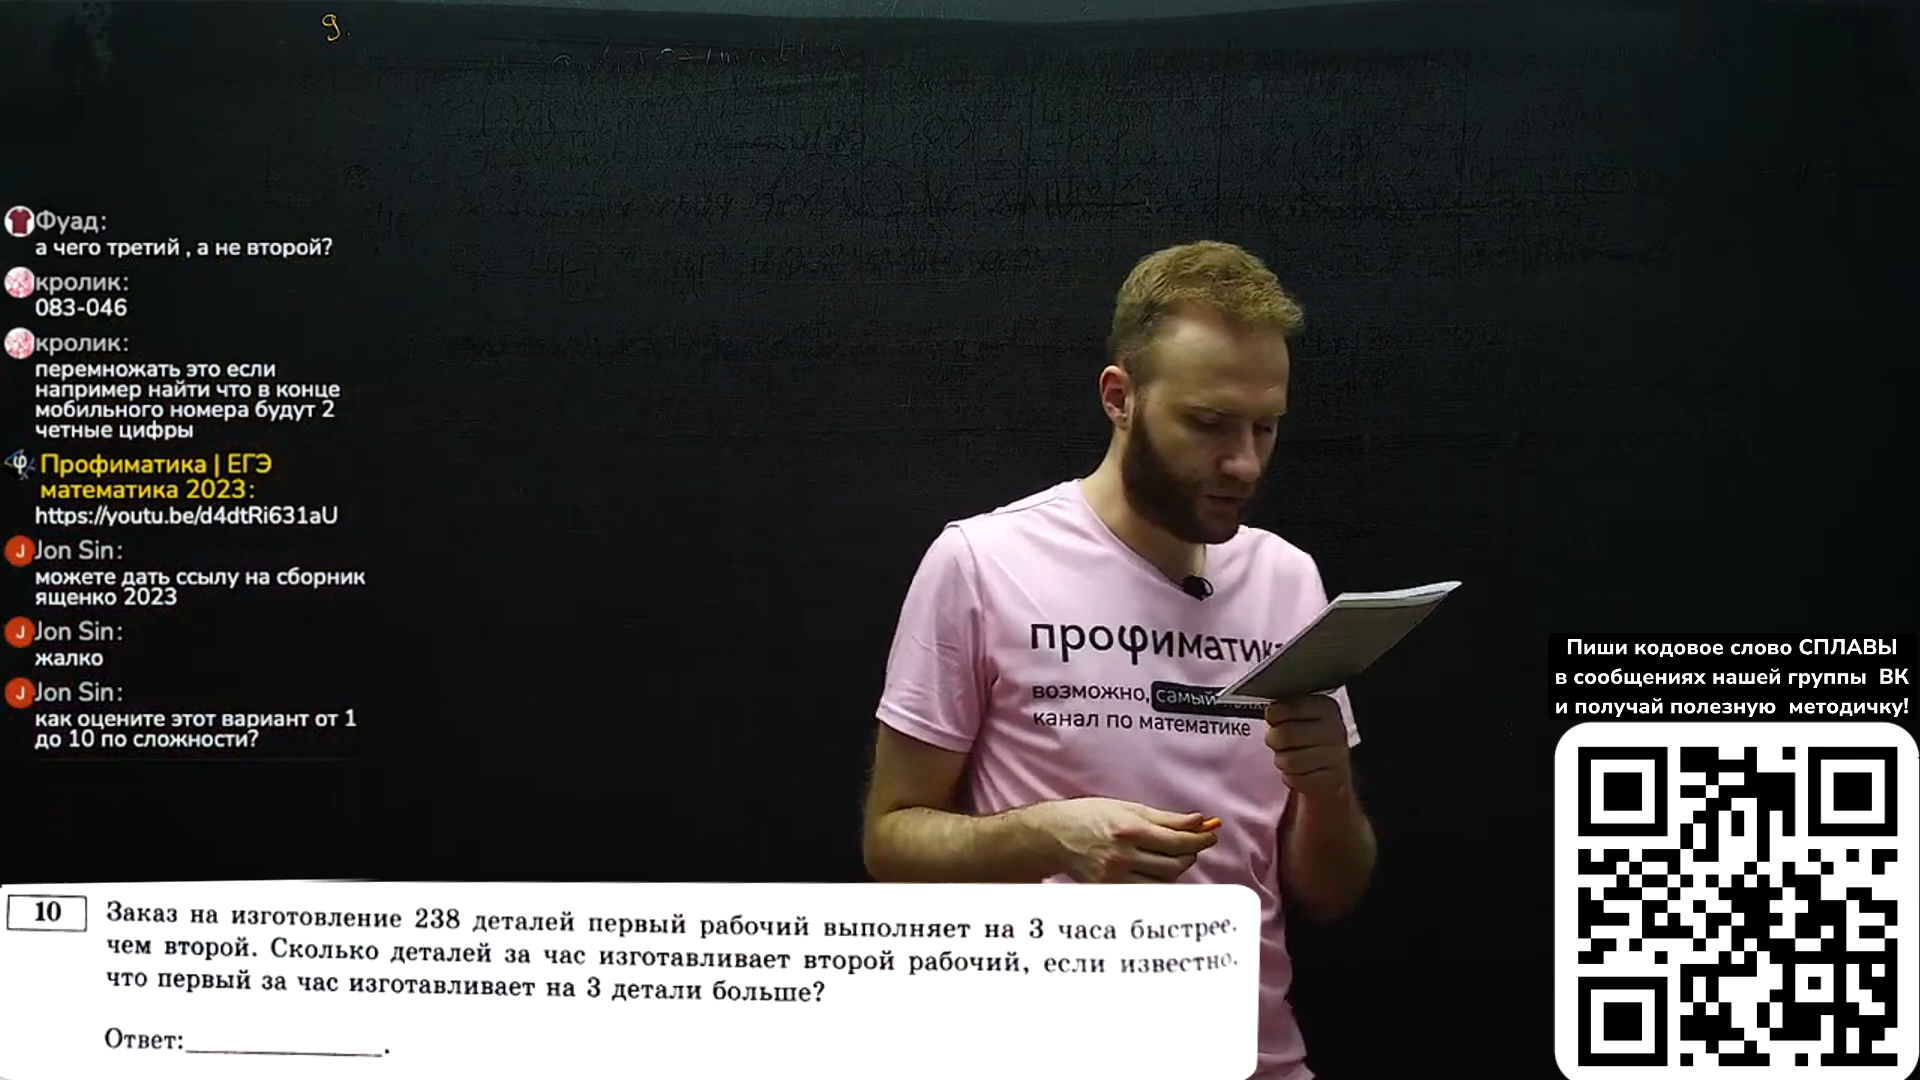 9.
Фуад:
а чего третий , а не второй?
кролик:
083-046
кролик:
перемножать это если
например найти что в конце
мобильного номера будут 2
четные цифры
Профиматика | ЕГЭ
математика 2023:
https://youtu.be/d4dtRi631aU
Jon Sin:
можете дать ссылу на сборник
ященко 2023
Jon Sin:
жалко
Jon Sin:
как оцените этот вариант от 1
до 10 по сложности?
профиматика
возможно, самый
канал по математике
Пиши кодовое слово СПЛАВЫ
в сообщениях нашей группы ВК
и получай полезную методичку!
10 Заказ на изготовление 238 деталей первый рабочий выполняет на 3 часа быстрее,
чем второй. Сколько деталей за час изготавливает второй рабочий, если известно,
что первый за час изготавливает на 3 детали больше?
Ответ: